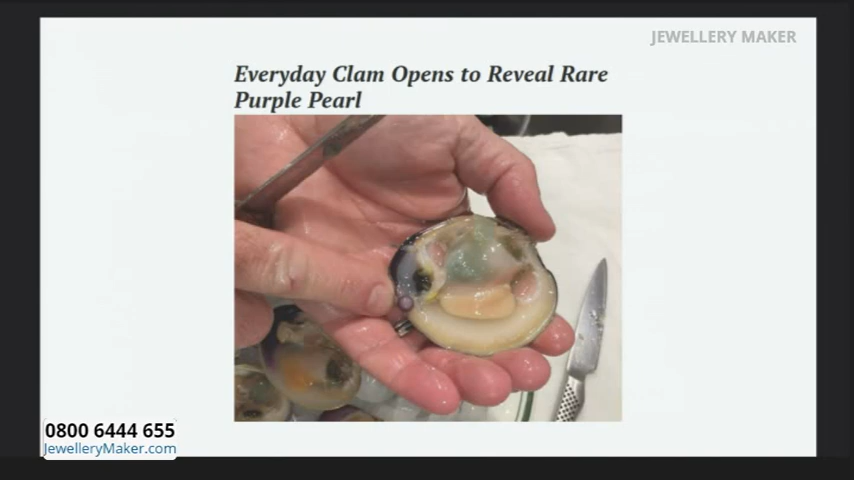 JEWELLERY MAKER
Everyday Clam Opens to Reveal Rare
Purple Pearl
0800 6444 655
JewelleryMaker.com